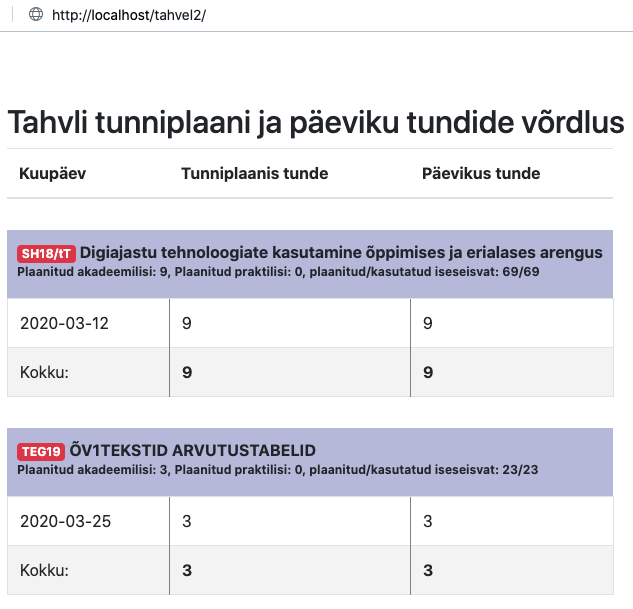 http://localhost/tahvel2/
Tahvli tunniplaani ja päeviku tundide võrdlus
Kuupäev Tunniplaanis tunde Päevikus tunde
SH18/tT Digiajastu tehnoloogiate kasutamine õppimises ja erialases arengus
Plaanitud akadeemilisi: 9, Plaanitud praktilisi: 0, plaanitud/kasutatud iseseisvat: 69/69
2020-03-12 9 9
Kokku: 9 9
TEG19 ÕV1TEKSTID ARVUTUSTABELID
Plaanitud akadeemilisi: 3, Plaanitud praktilisi: 0, plaanitud/kasutatud iseseisvat: 23/23
2020-03-25 3 3
Kokku: 3 3